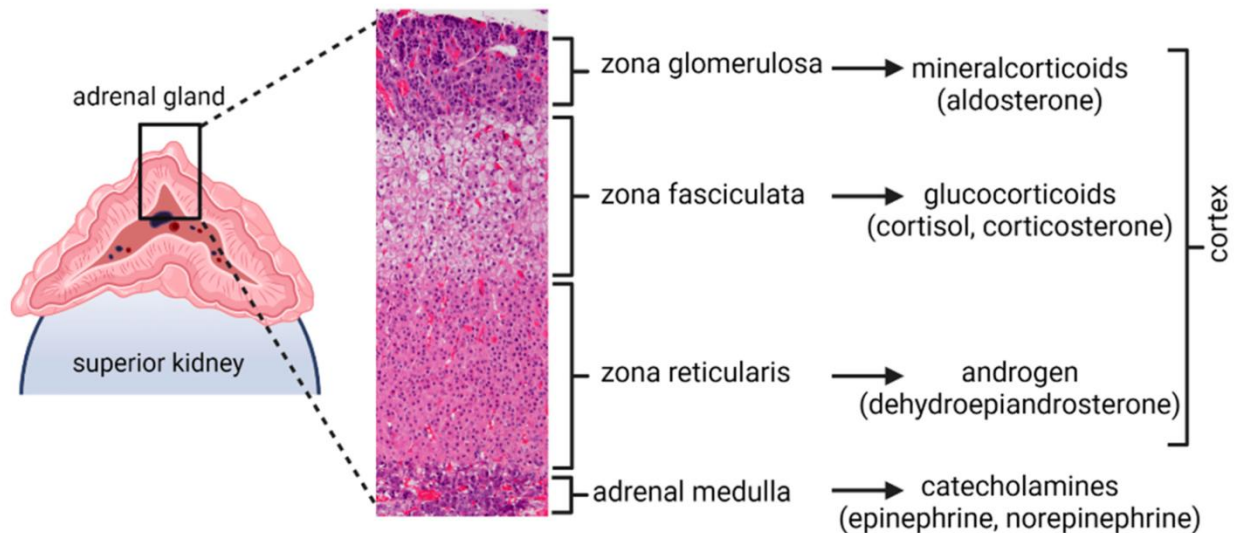 adrenal gland
superior kidney
zona glomerulosa
mineralcorticoids
(aldosterone)
zona fasciculata
glucocorticoids
(cortisol, corticosterone)
zona reticularis
androgen
(dehydroepiandrosterone)
cortex
adrenal medulla
catecholamines
(epinephrine, norepinephrine)